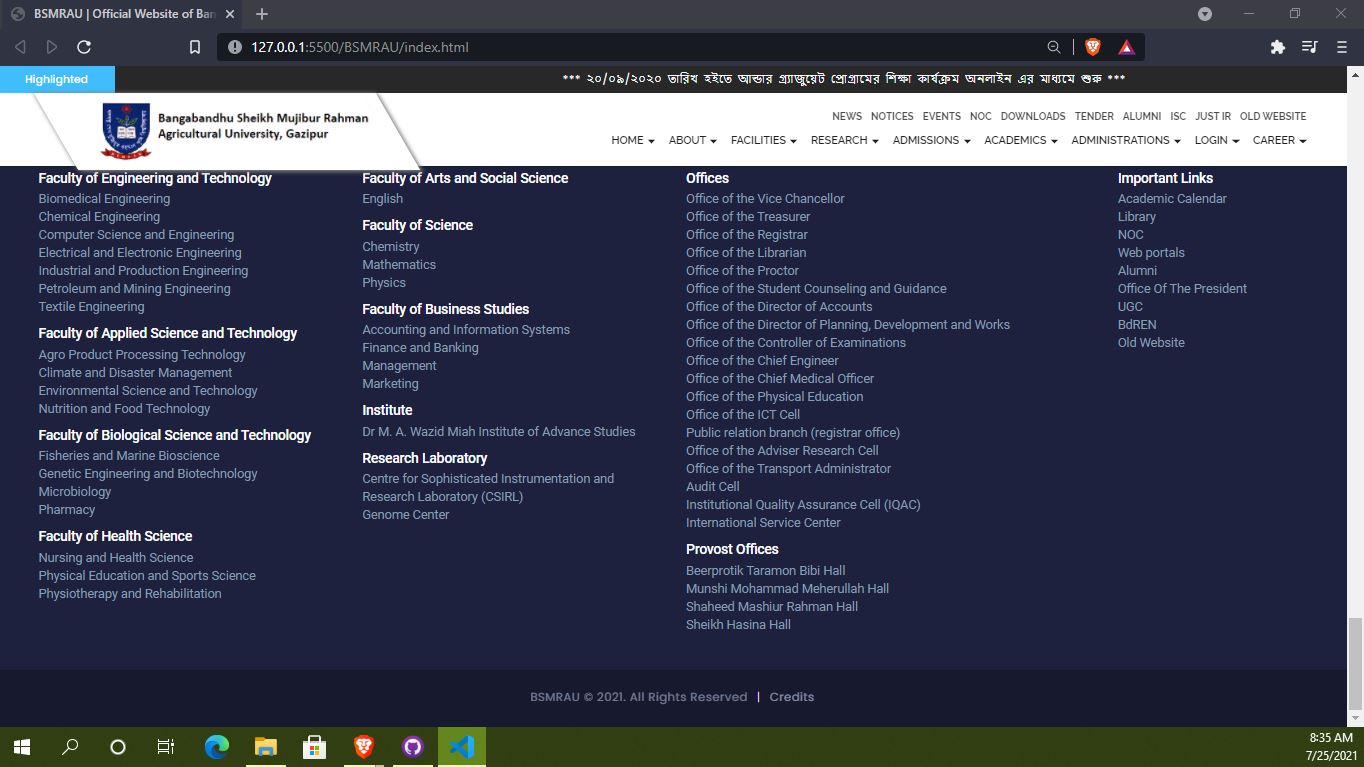 BSMRAU | Official Website of Ban
127.0.0.1:5500/BSMRAU/index.html
Highlighted
*** ২০/০৯/২০২০ তারিখ হইতে আন্ডার গ্র্যাজুয়েট প্রোগ্রামের শিক্ষা কার্যক্রম অনলাইন এর মাধ্যমে শুরু ***
Bangabandhu Sheikh Mujibur Rahman
Agricultural University, Gazipur
NEWS NOTICES EVENTS NOC DOWNLOADS TENDER ALUMNI ISC JUST IR OLD WEBSITE
HOME ABOUT FACILITIES RESEARCH ADMISSIONS ACADEMICS ADMINISTRATIONS LOGIN CAREER
Faculty of Engineering and Technology
Biomedical Engineering
Chemical Engineering
Computer Science and Engineering
Electrical and Electronic Engineering
Industrial and Production Engineering
Petroleum and Mining Engineering
Textile Engineering
Faculty of Applied Science and Technology
Agro Product Processing Technology
Climate and Disaster Management
Environmental Science and Technology
Nutrition and Food Technology
Faculty of Biological Science and Technology
Fisheries and Marine Bioscience
Genetic Engineering and Biotechnology
Microbiology
Pharmacy
Faculty of Health Science
Nursing and Health Science
Physical Education and Sports Science
Physiotherapy and Rehabilitation
Faculty of Arts and Social Science
English
Faculty of Science
Chemistry
Mathematics
Physics
Faculty of Business Studies
Accounting and Information Systems
Finance and Banking
Management
Marketing
Institute
Dr M. A. Wazid Miah Institute of Advance Studies
Research Laboratory
Centre for Sophisticated Instrumentation and
Research Laboratory (CSIRL)
Genome Center
Offices
Office of the Vice Chancellor
Office of the Treasurer
Office of the Registrar
Office of the Librarian
Office of the Proctor
Office of the Student Counseling and Guidance
Office of the Director of Accounts
Office of the Director of Planning, Development and Works
Office of the Controller of Examinations
Office of the Chief Engineer
Office of the Chief Medical Officer
Office of the Physical Education
Office of the ICT Cell
Public relation branch (registrar office)
Office of the Adviser Research Cell
Office of the Transport Administrator
Audit Cell
Institutional Quality Assurance Cell (IQAC)
International Service Center
Provost Offices
Beerprotik Taramon Bibi Hall
Munshi Mohammad Meherullah Hall
Shaheed Mashiur Rahman Hall
Sheikh Hasina Hall
Important Links
Academic Calendar
Library
NOC
Web portals
Alumni
Office Of The President
UGC
BdREN
Old Website
BSMRAU © 2021. All Rights Reserved | Credits
8:35 AM
7/25/2021